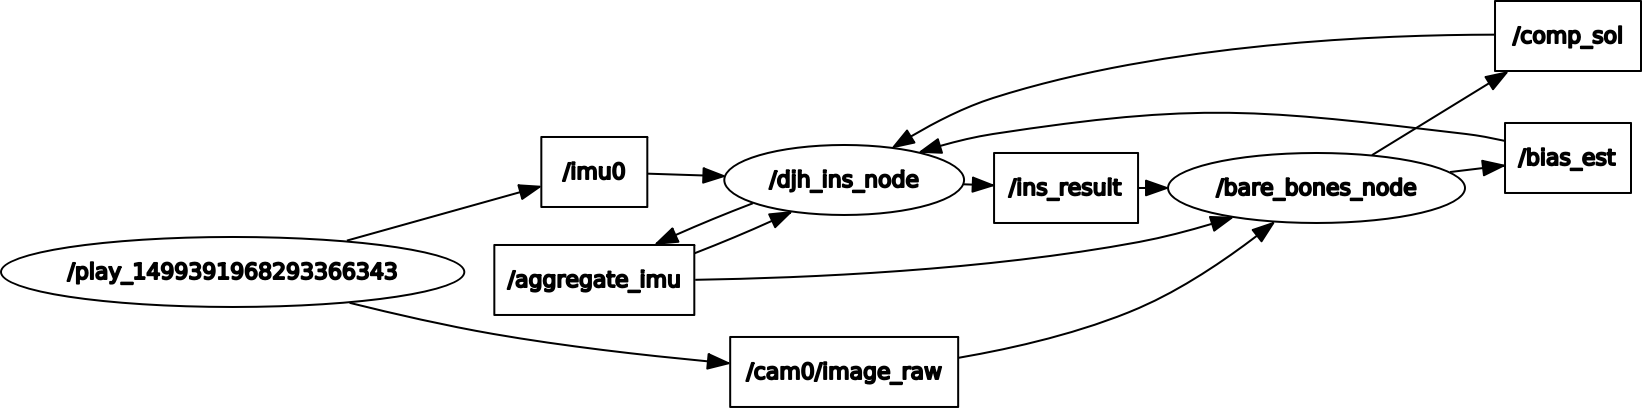 /comp_sol
/bias_est
/imu0
/djh_ins_node
/ins_result
/bare_bones_node
/play_1499391968293366343
/aggregate_imu
/cam0/image_raw